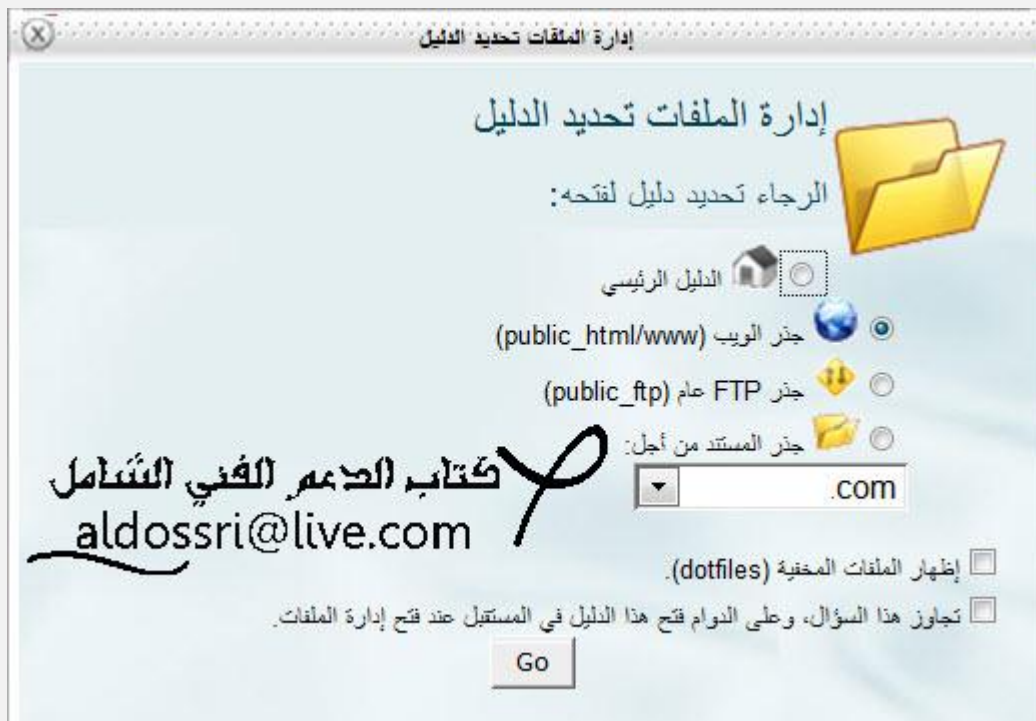 إدارة الملفات تحديد الدليل
إدارة الملفات تحديد الدليل
الرجاء تحديد دليل لفتحه:
الدليل الرئيسي
جذر الويب (public_html/www)
جذر FTP عام (public_ftp)
جذر المستند من أجل:
.com
كتاب الدعم الفني الشامل
aldossri@live.com
إظهار الملفات المخفية (dotfiles).
تجاوز هذا السؤال، وعلى الدوام فتح هذا الدليل في المستقبل عند فتح إدارة الملفات.
Go